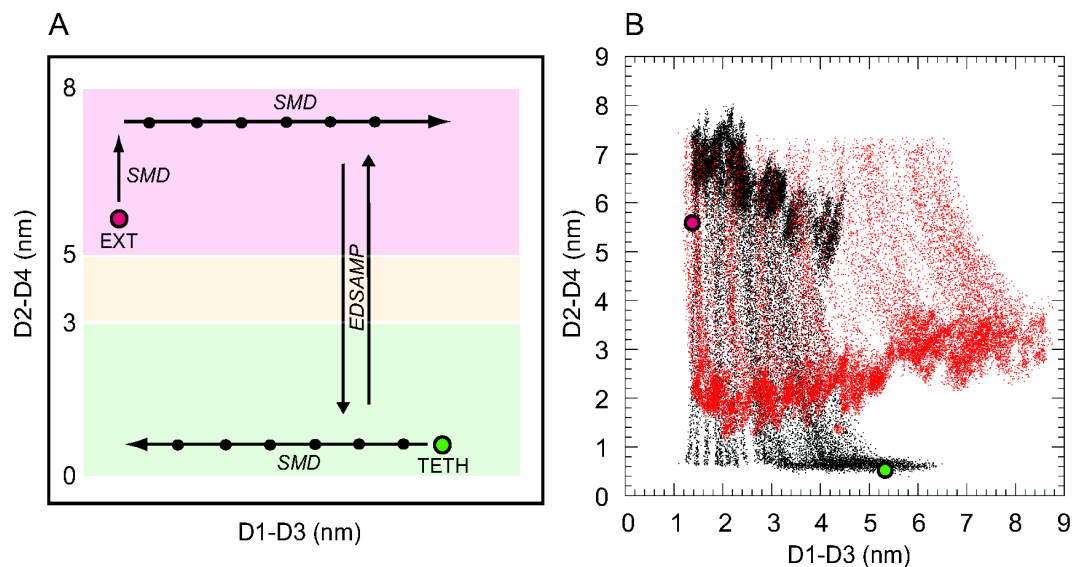 A
8
5
3
0
D2-D4 (nm)
SMD
SMD
EXT
EDSAMP
SMD
TETH
D1-D3 (nm)
B
9
8
7
6
5
4
3
2
1
0
D2-D4 (nm)
0 1 2 3 4 5 6 7 8 9
D1-D3 (nm)